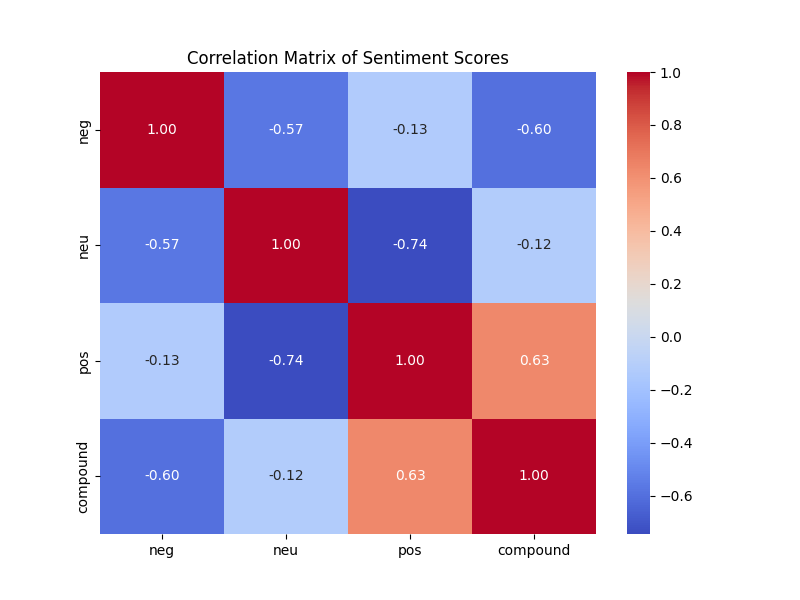 Correlation Matrix of Sentiment Scores
neg 1.00 -0.57 -0.13 -0.60
neu -0.57 1.00 -0.74 -0.12
pos -0.13 -0.74 1.00 0.63
compound -0.60 -0.12 0.63 1.00
neg neu pos compound
1.0
0.8
0.6
0.4
0.2
0.0
−0.2
−0.4
−0.6